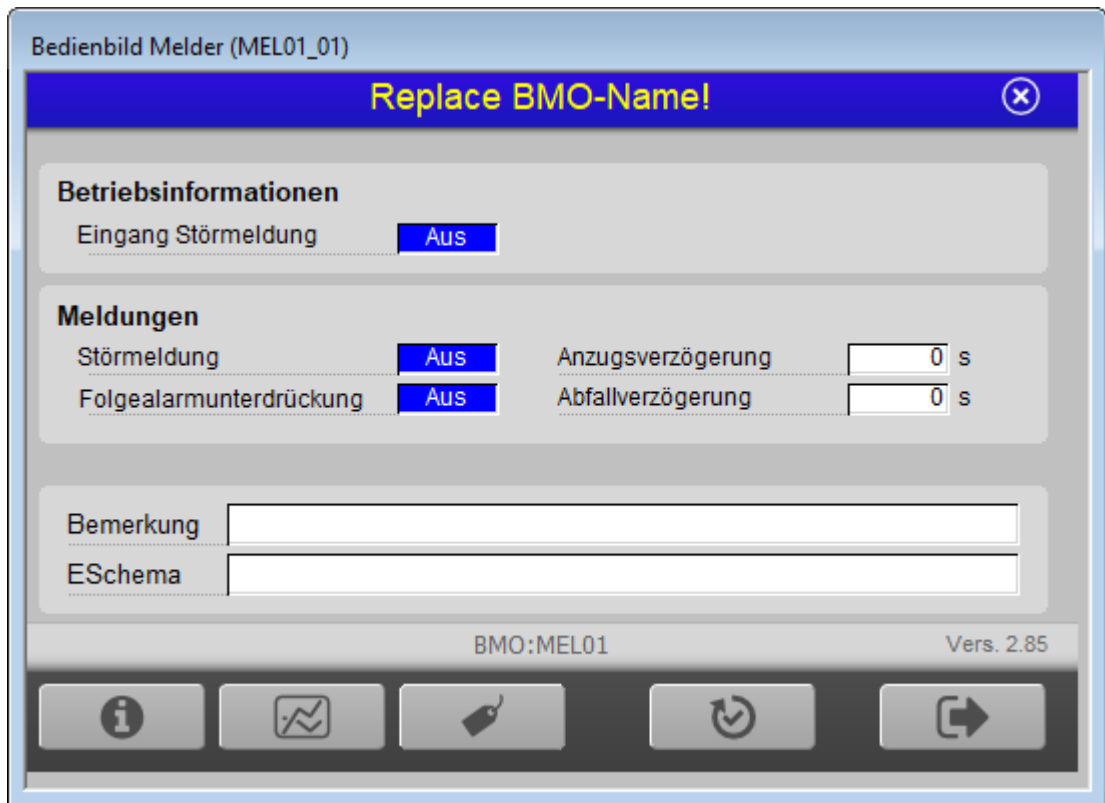 Bedienbild Melder (MEL01_01)
Replace BMO-Name!
Betriebsinformationen
Eingang Störmeldung Aus
Meldungen
Störmeldung Aus Anzugsverzögerung 0 s
Folgealarmunterdrückung Aus Abfallverzögerung 0 s
Bemerkung
ESchema
BMO:MEL01 Vers. 2.85